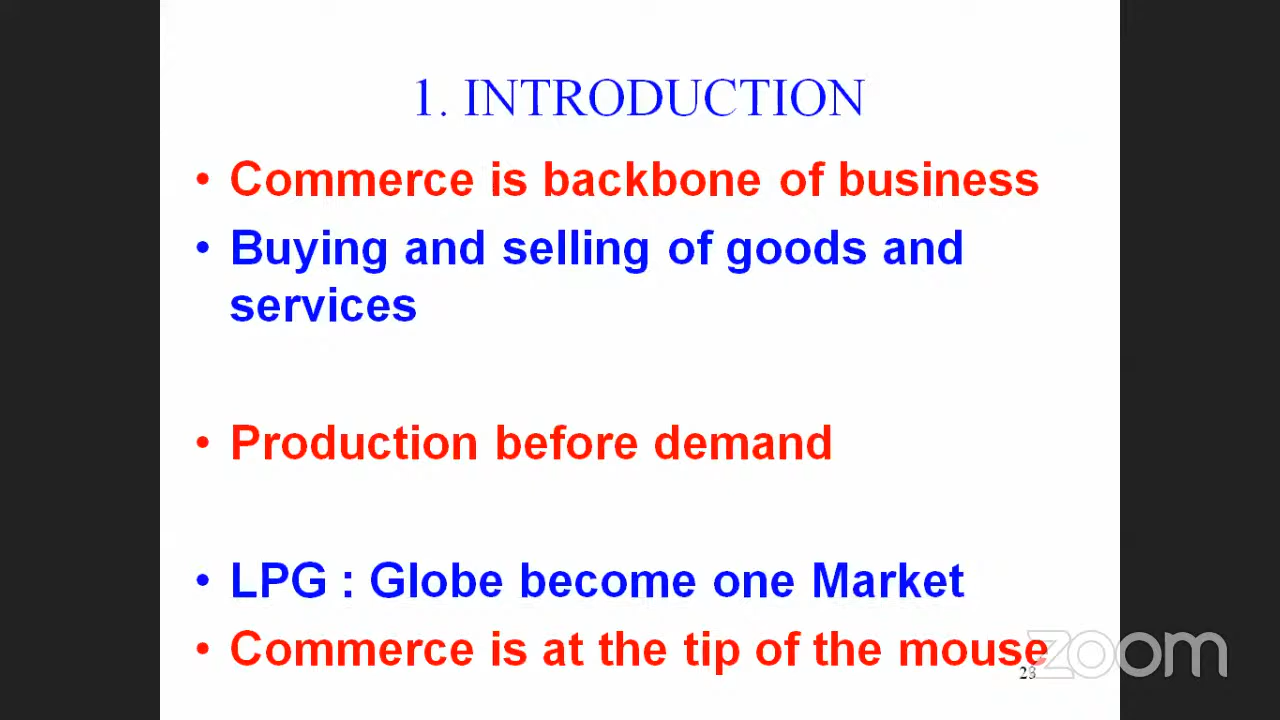 1. INTRODUCTION
• Commerce is backbone of business
• Buying and selling of goods and
services
• Production before demand
• LPG : Globe become one Market
• Commerce is at the tip of the mouse
zoom